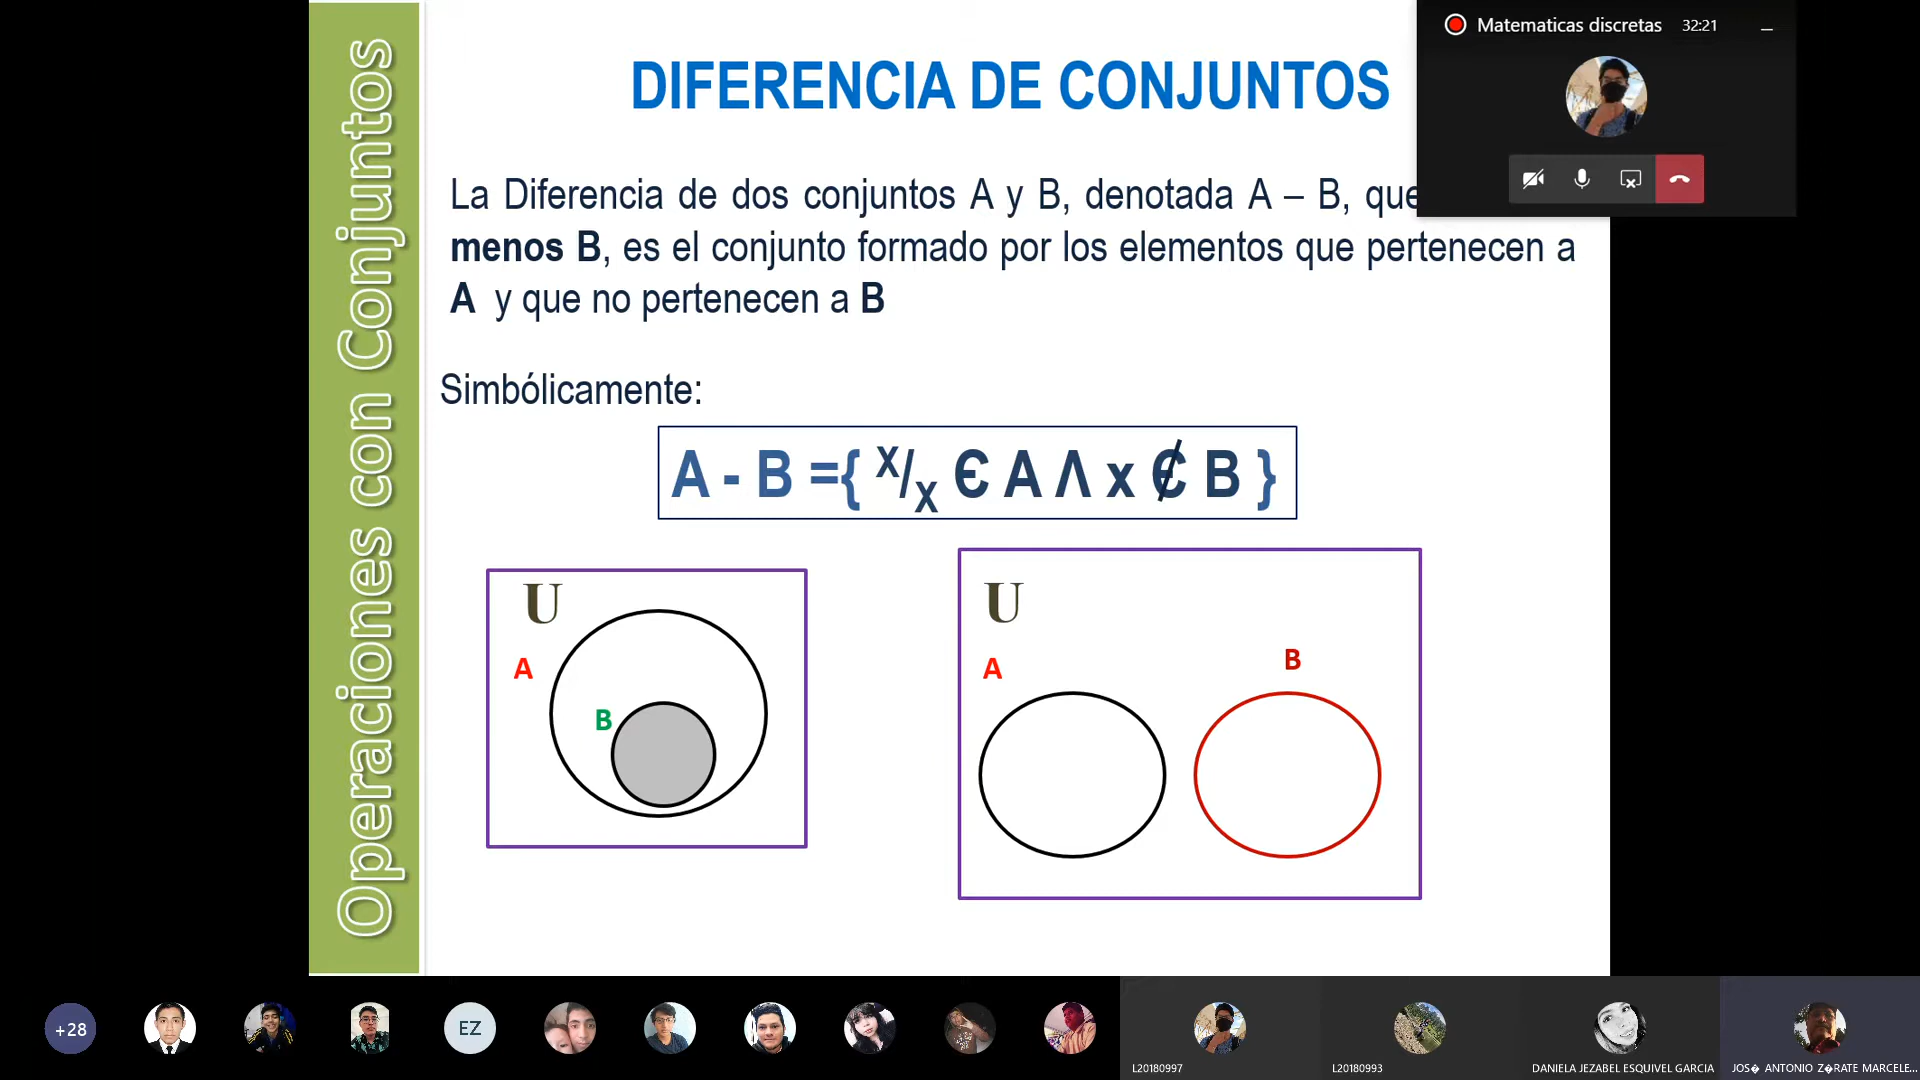 Operaciones con Conjuntos
DIFERENCIA DE CONJUNTOS
Matematicas discretas 32:21
La Diferencia de dos conjuntos A y B, denotada A – B, que
menos B, es el conjunto formado por los elementos que pertenecen a
A y que no pertenecen a B
Simbólicamente:
A - B ={ X/X Є A Λ x Є̸ B }
U
A
B
U
A
B
+28
EZ
L20180997
L20180993
DANIELA JEZABEL ESQUIVEL GARCIA
JOS� ANTONIO Z�RATE MARCELE...